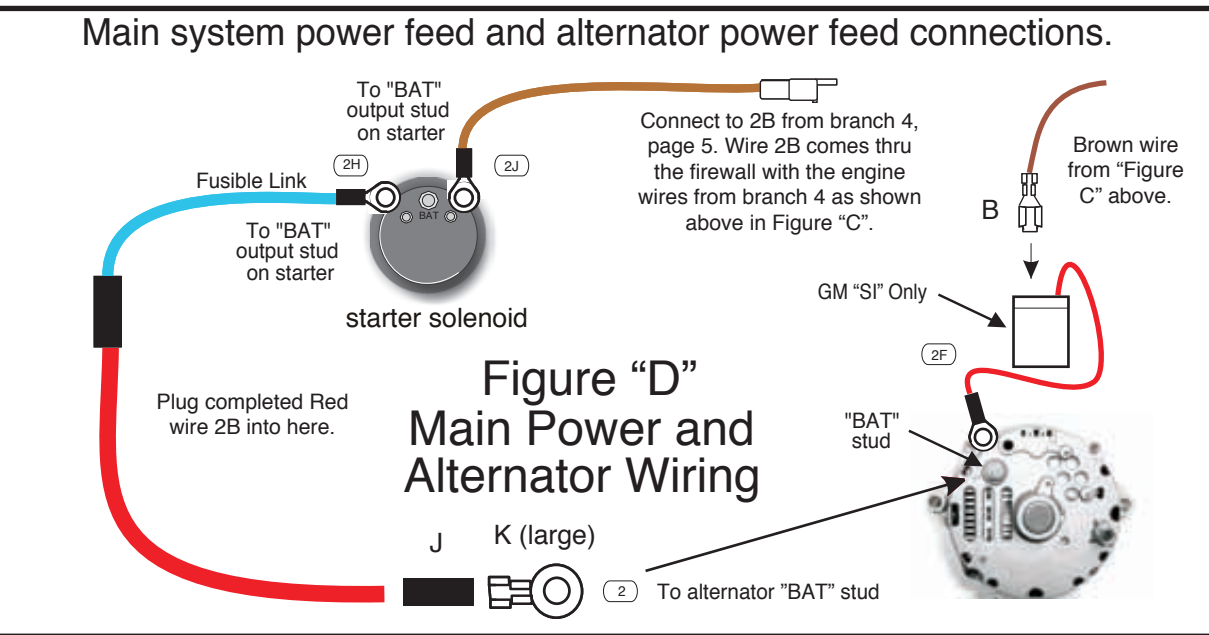 Main system power feed and alternator power feed connections.
To "BAT"
output stud
on starter
2H
2J
Fusible Link
BAT
To "BAT"
output stud
on starter
starter solenoid
Connect to 2B from branch 4,
page 5. Wire 2B comes thru
the firewall with the engine
wires from branch 4 as shown
above in Figure “C”.
Brown wire
from “Figure
C” above.
B
GM “SI” Only
2F
Plug completed Red
wire 2B into here.
Figure “D”
Main Power and
Alternator Wiring
"BAT"
stud
J
K (large)
2
To alternator "BAT" stud